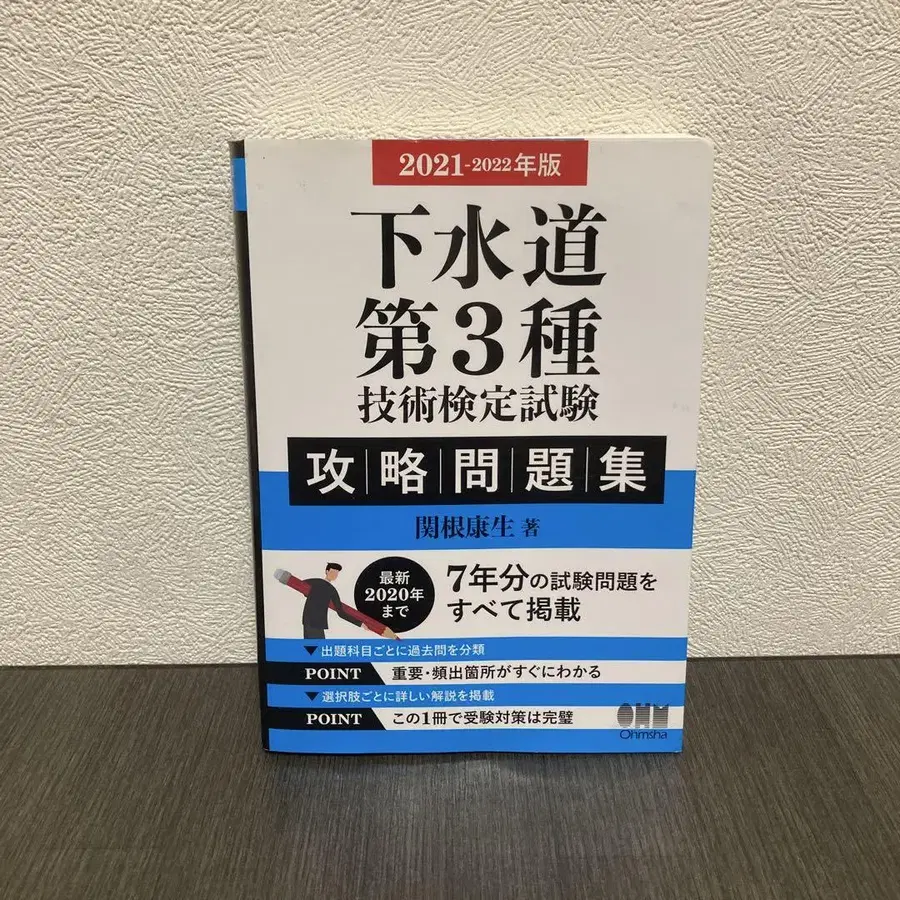 2021-2022年版
下水道
第3種
技術検定試験
攻略問題集
関根康生 著
最新
2020年
まで
7年分の試験問題を
すべて掲載
▼出題科目ごとに過去問を分類
POINT 重要・頻出箇所がすぐにわかる
▼選択肢ごとに詳しい解説を掲載
POINT この1冊で受験対策は完璧
OHM
Ohmsha